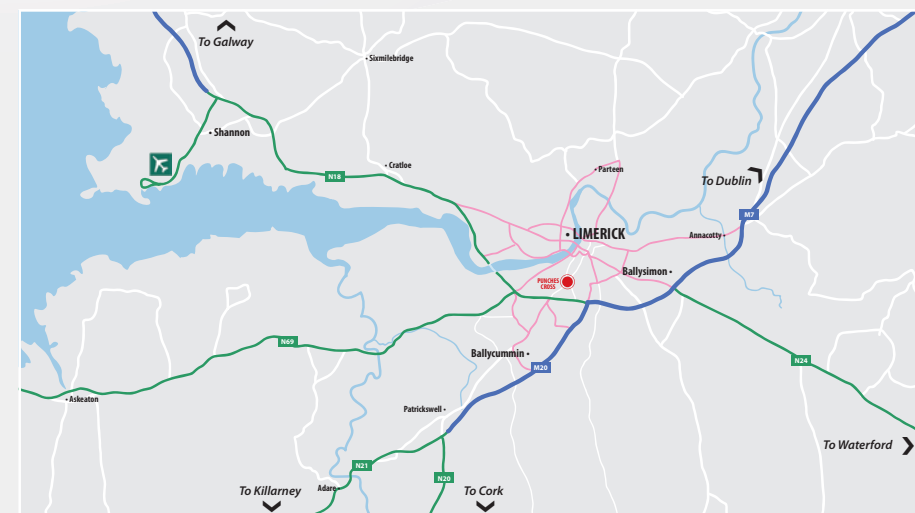 To Galway
Sixmilebridge
Shannon
Cratloe
N18
Parteen
To Dublin
M7
LIMERICK
Annacotty
Ballysimon
PUNCHES
CROSS
N69
Ballycummin
M20
N24
Askeaton
Patrickswell
To Waterford
N21
N20
To Killarney
Adare
To Cork